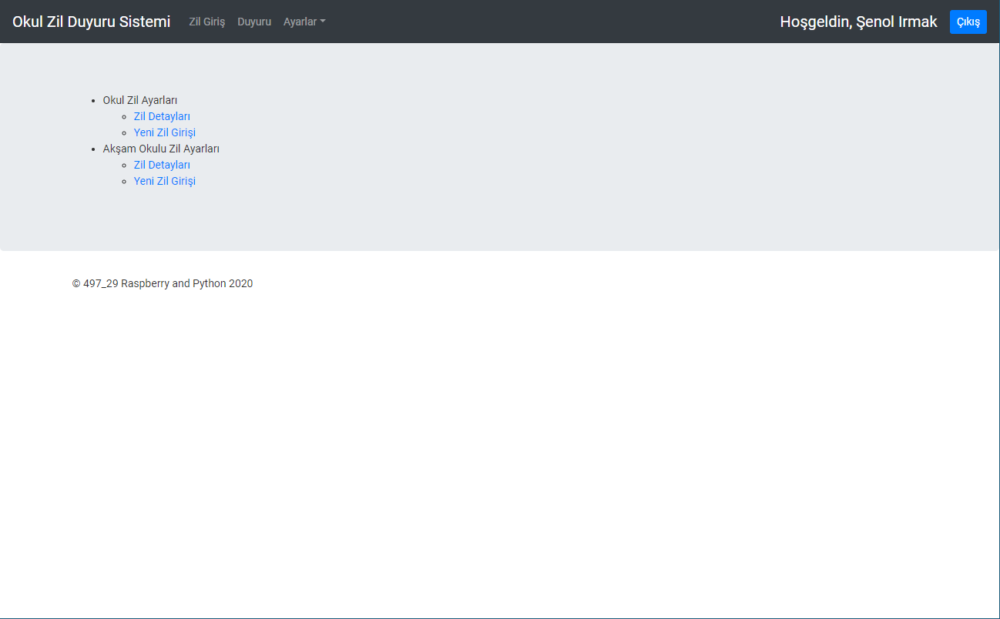 Okul Zil Duyuru Sistemi Zil Giriş Duyuru Ayarlar Hoşgeldin, Şenol Irmak Çıkış
Okul Zil Ayarları
Zil Detayları
Yeni Zil Girişi
Akşam Okulu Zil Ayarları
Zil Detayları
Yeni Zil Girişi
© 497_29 Raspberry and Python 2020